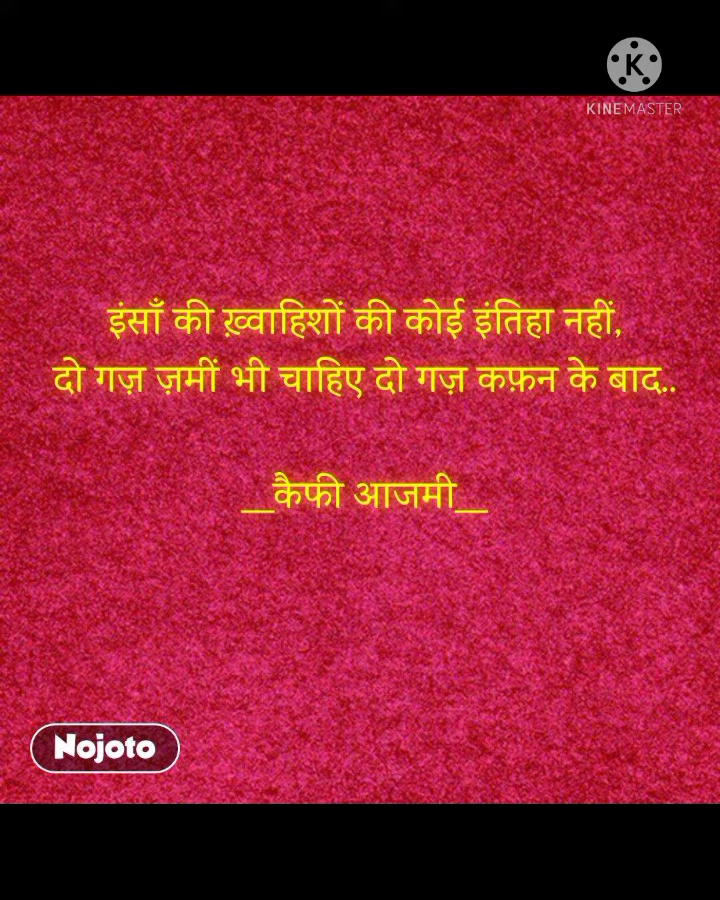 K
KINEMASTER
इंसाँ की ख़्वाहिशों की कोई इंतिहा नहीं,
दो गज़ ज़मीं भी चाहिए दो गज़ कफ़न के बाद..
__कैफी आजमी__
Nojoto